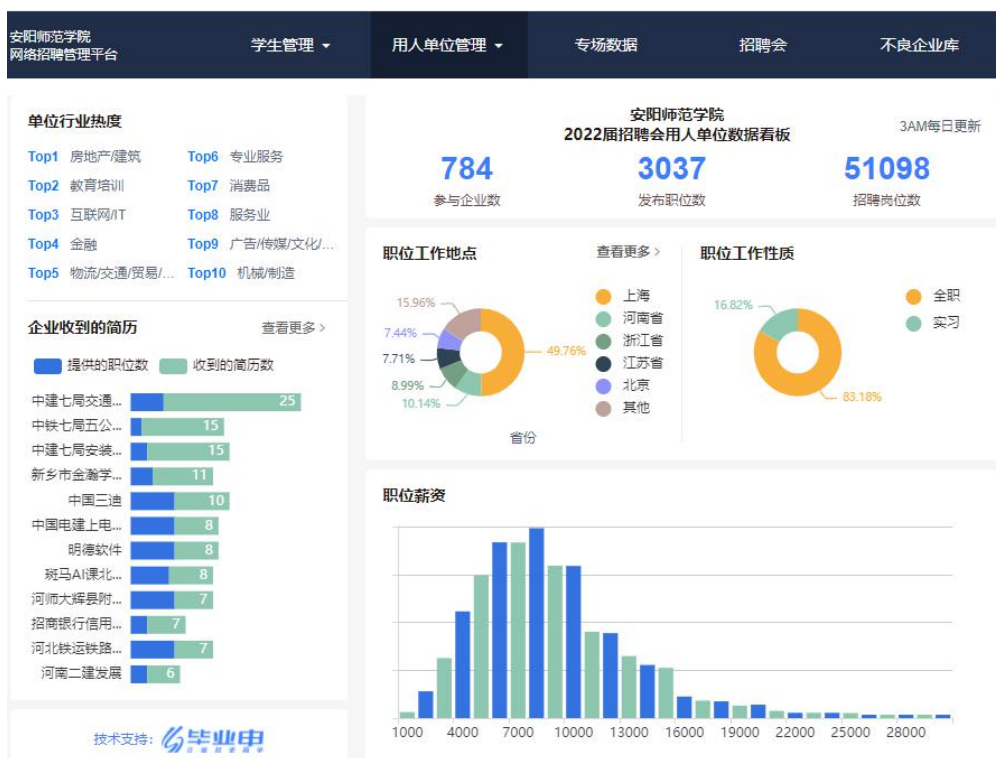 安阳师范学院
网络招聘管理平台
学生管理
用人单位管理
专场数据
招聘会
不良企业库
单位行业热度
Top1 房地产/建筑
Top6 专业服务
Top2 教育培训
Top7 消费品
Top3 互联网/IT
Top8 服务业
Top4 金融
Top9 广告/传媒/文化/...
Top5 物流/交通/贸易/...
Top10 机械/制造
企业收到的简历
查看更多 >
提供的职位数
收到的简历数
中建七局交通... 25
中铁七局五公... 15
中建七局安装... 15
新乡市金瀚学... 11
中国三迪 10
中国电建上电... 8
明德软件 8
斑马AI课北... 8
河师大辉县附... 7
招商银行信用... 7
河北铁运铁路... 7
河南二建发展 6
技术支持:
毕业申
安阳师范学院
2022届招聘会用人单位数据看板
3AM每日更新
784
3037
51098
参与企业数
发布职位数
招聘岗位数
职位工作地点
查看更多 >
15.96%
7.44%
7.71%
8.99%
10.14%
49.76%
上海
河南省
浙江省
江苏省
北京
其他
省份
职位工作性质
16.82%
83.18%
全职
实习
职位薪资
1000 4000 7000 10000 13000 16000 19000 22000 25000 28000